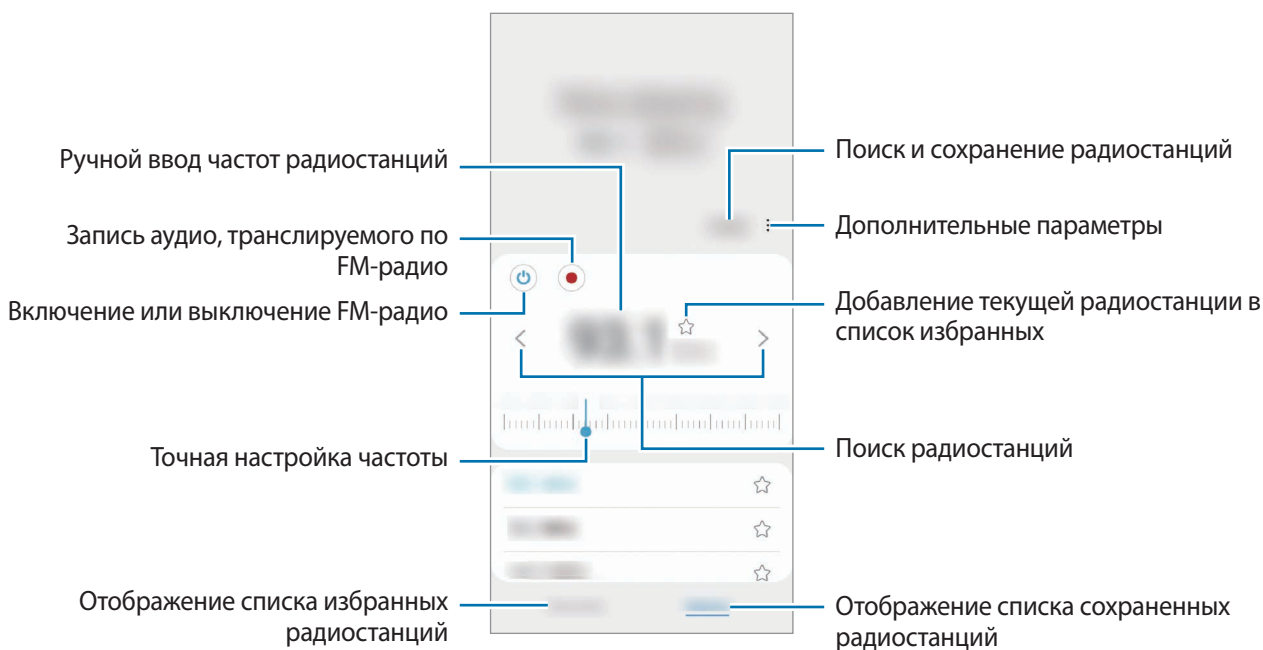 Ручной ввод частот радиостанций
Запись аудио, транслируемого по
FM-радио
Включение или выключение FM-радио
Точная настройка частоты
Отображение списка избранных
радиостанций
93.1
Поиск и сохранение радиостанций
Дополнительные параметры
Добавление текущей радиостанции в
список избранных
Поиск радиостанций
Отображение списка сохраненных
радиостанций